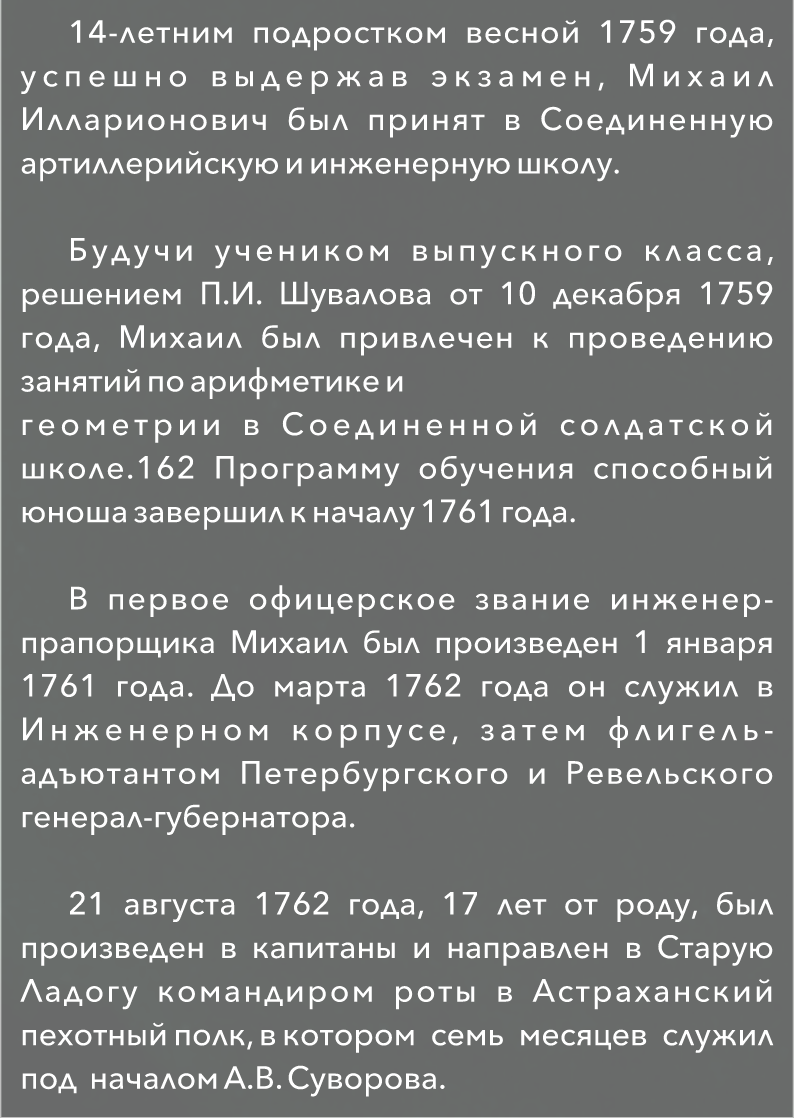 14-летним подростком весной 1759 года,
успешно выдержав экзамен, Михаил
Илларионович был принят в Соединенную
артиллерийскую и инженерную школу.
Будучи учеником выпускного класса,
решением П.И. Шувалова от 10 декабря 1759
года, Михаил был привлечен к проведению
занятий по арифметике и
геометрии в Соединенной солдатской
школе.162 Программу обучения способный
юноша завершил к началу 1761 года.
В первое офицерское звание инженер-
прапорщика Михаил был произведен 1 января
1761 года. До марта 1762 года он служил в
Инженерном корпусе, затем флигель-
адъютантом Петербургского и Ревельского
генерал-губернатора.
21 августа 1762 года, 17 лет от роду, был
произведен в капитаны и направлен в Старую
Ладогу командиром роты в Астраханский
пехотный полк, в котором семь месяцев служил
под началом А.В. Суворова.